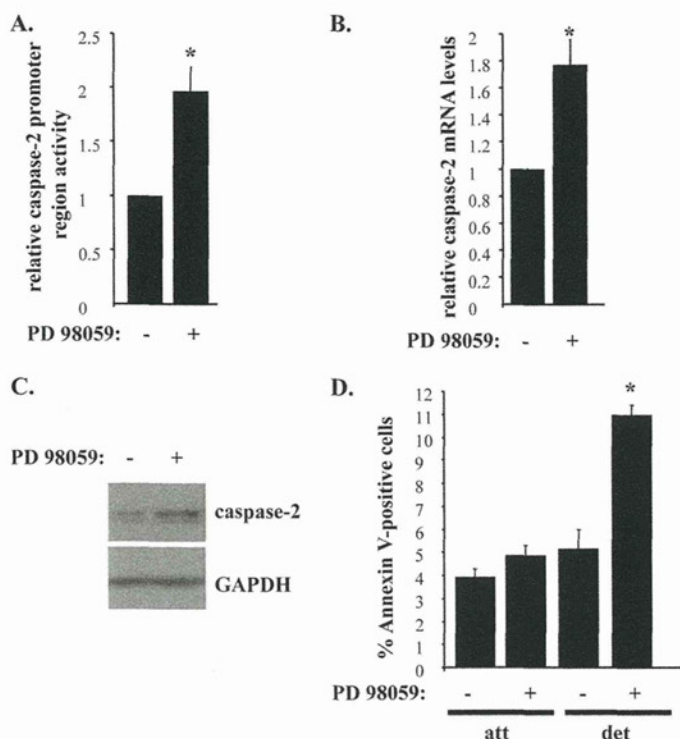 A.
relative caspase-2 promoter
region activity
2.5
2
1.5
1
0.5
0
*
PD 98059: - +
B.
relative caspase-2 mRNA levels
2
1.8
1.6
1.4
1.2
1
0.8
0.6
0.4
0.2
0
*
PD 98059: - +
C.
PD 98059: - +
caspase-2
GAPDH
D.
% Annexin V-positive cells
12
11
10
9
8
7
6
5
4
3
2
1
0
*
PD 98059: - + - +
att det